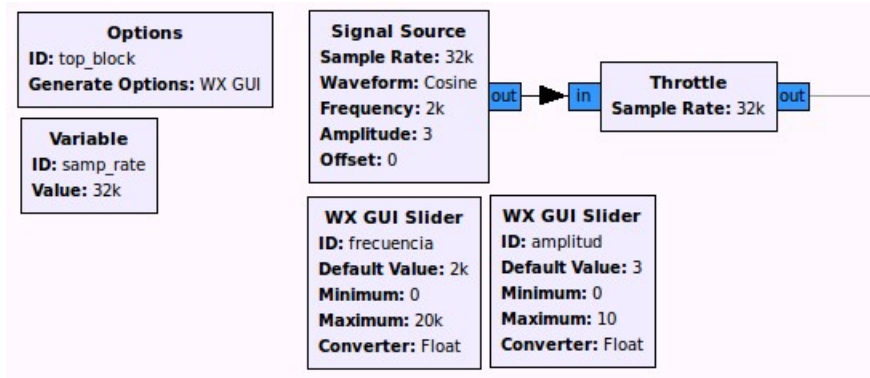 Options
ID: top_block
Generate Options: WX GUI
Variable
ID: samp_rate
Value: 32k
Signal Source
Sample Rate: 32k
Waveform: Cosine
Frequency: 2k
Amplitude: 3
Offset: 0
out
in
Throttle
Sample Rate: 32k
out
WX GUI Slider
ID: frecuencia
Default Value: 2k
Minimum: 0
Maximum: 20k
Converter: Float
WX GUI Slider
ID: amplitud
Default Value: 3
Minimum: 0
Maximum: 10
Converter: Float